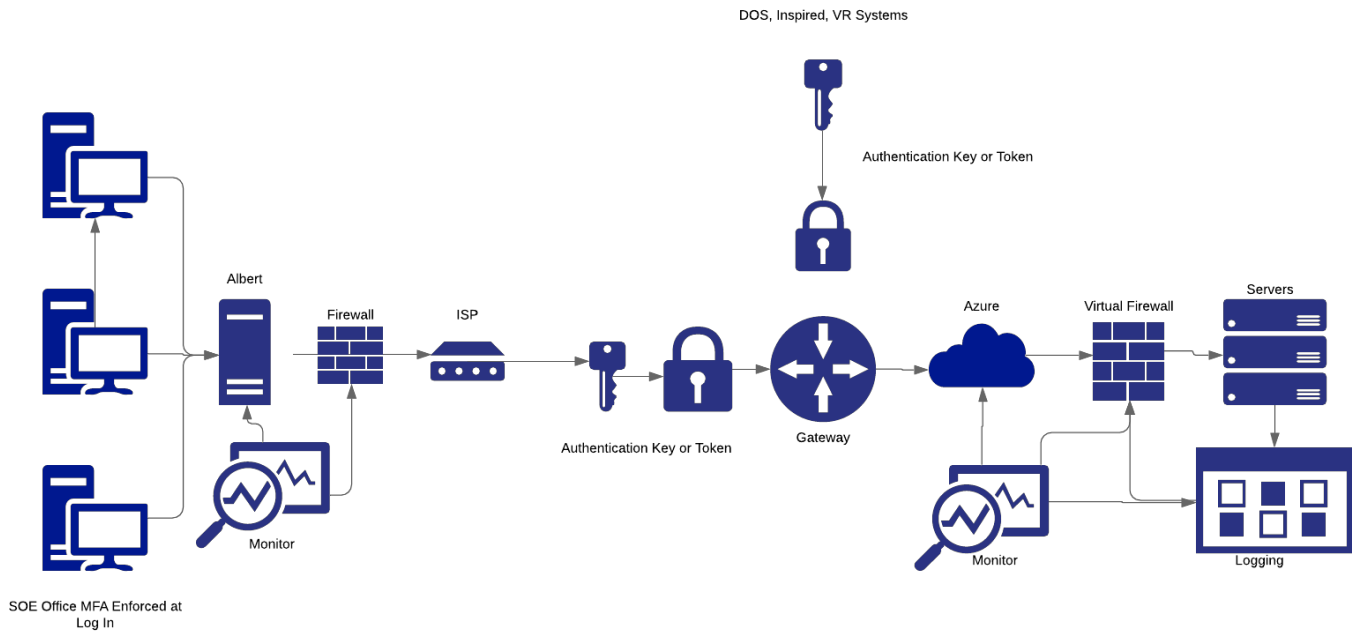 DOS, Inspired, VR Systems
Authentication Key or Token
Albert
Firewall
ISP
Azure
Virtual Firewall
Servers
Authentication Key or Token
Gateway
Monitor
Monitor
Logging
SOE Office MFA Enforced at
Log In